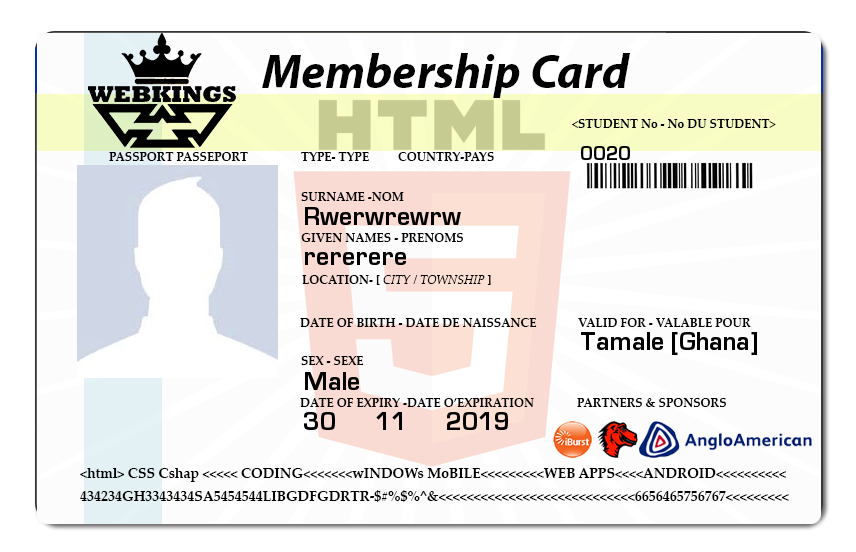 Membership Card
WEBKINGS
HTML
<STUDENT No - No DU STUDENT>
0020
PASSPORT PASSEPORT TYPE- TYPE COUNTRY-PAYS
SURNAME -NOM
Rwerwrewrw
GIVEN NAMES - PRENOMS
rererere
LOCATION- [ CITY / TOWNSHIP ]
DATE OF BIRTH - DATE DE NAISSANCE
VALID FOR - VALABLE POUR
Tamale [Ghana]
SEX - SEXE
Male
DATE OF EXPIRY -DATE O'EXPIRATION
30 11 2019
PARTNERS & SPONSORS
iBurst
AngloAmerican
<html> CSS Cshap <<<<< CODING<<<<<<<wINDOWs MoBILE<<<<<<<<<WEB APPS<<<<ANDROID<<<<<<<<<<
434234GH3343434SA5454544LIBGDFGDRTR-$#%$%^&<<<<<<<<<<<<<<<<<<<<<<<<<<<<6656465756767<<<<<<<<<